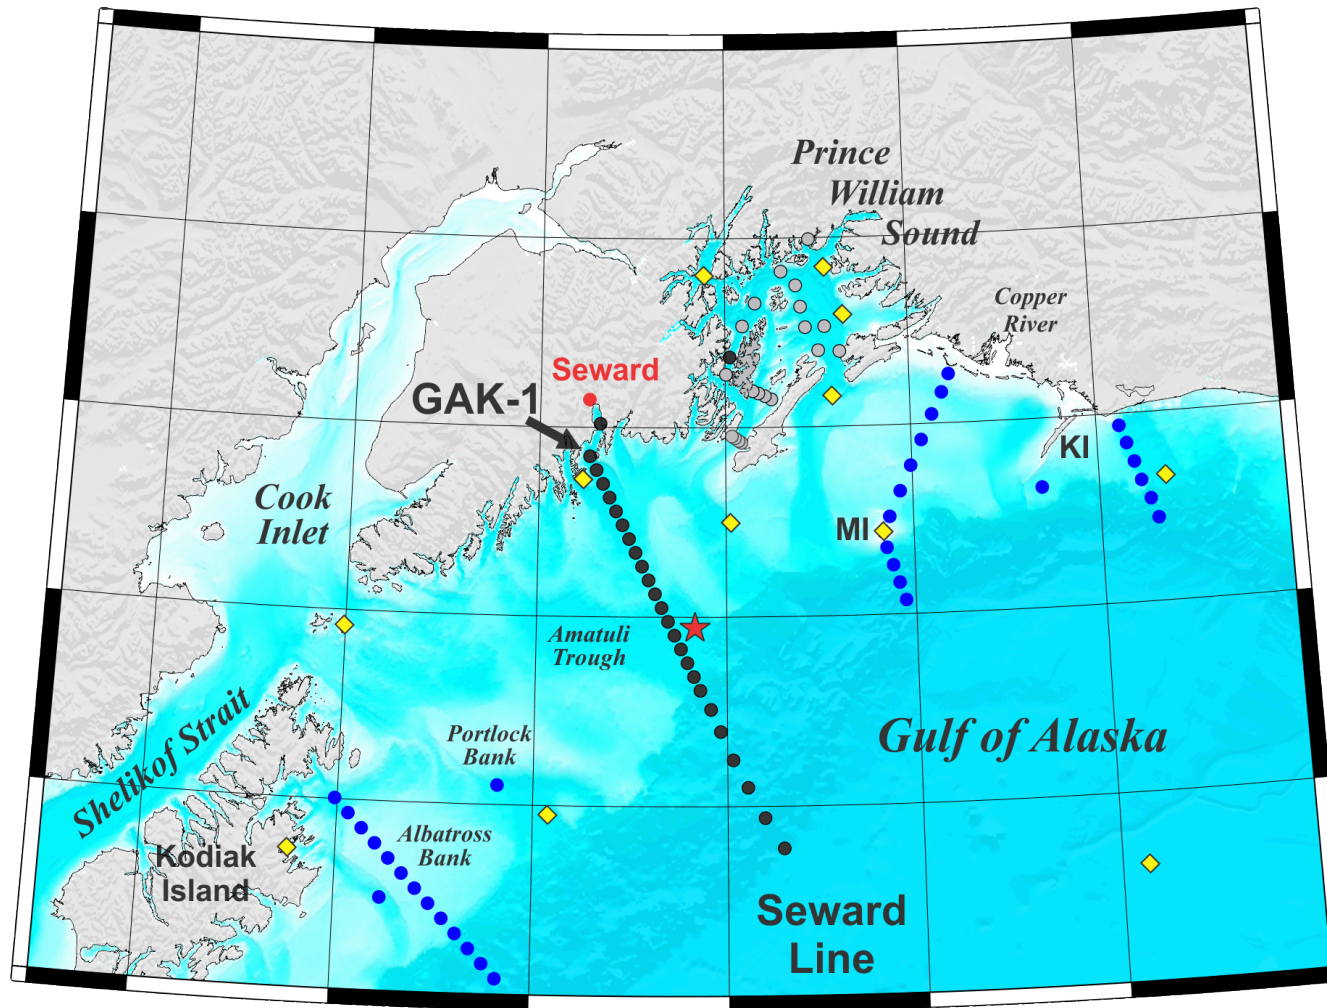 Prince
William
Sound
Copper
River
Seward
GAK-1
KI
Cook
Inlet
MI
Amatuli
Trough
Shelikof Strait
Portlock
Bank
Gulf of Alaska
Albatross
Bank
Kodiak
Island
Seward
Line